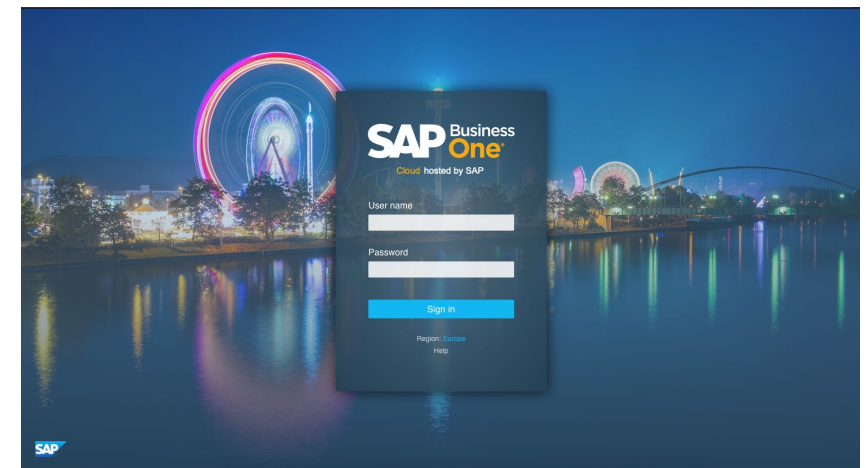 SAP Business One
Cloud hosted by SAP
User name
Password
Sign in
Region: Europe
Help
SAP